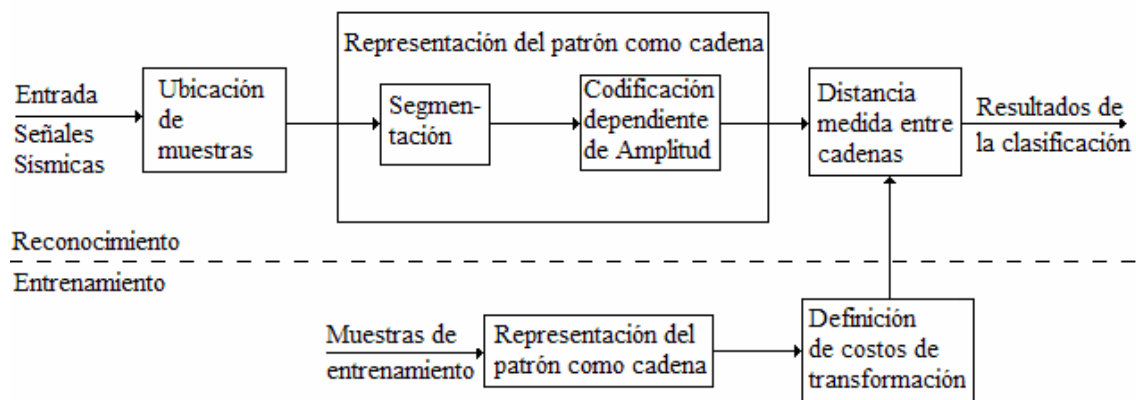 Representación del patrón como cadena
Entrada
Señales
Sísmicas
Ubicación
de
muestras
Segmen-
tación
Codificación
dependiente
de Amplitud
Distancia
medida entre
cadenas
Resultados de
la clasificación
Reconocimiento
Entrenamiento
Muestras de
entrenamiento
Representación del
patrón como cadena
Definición
de costos de
transformación